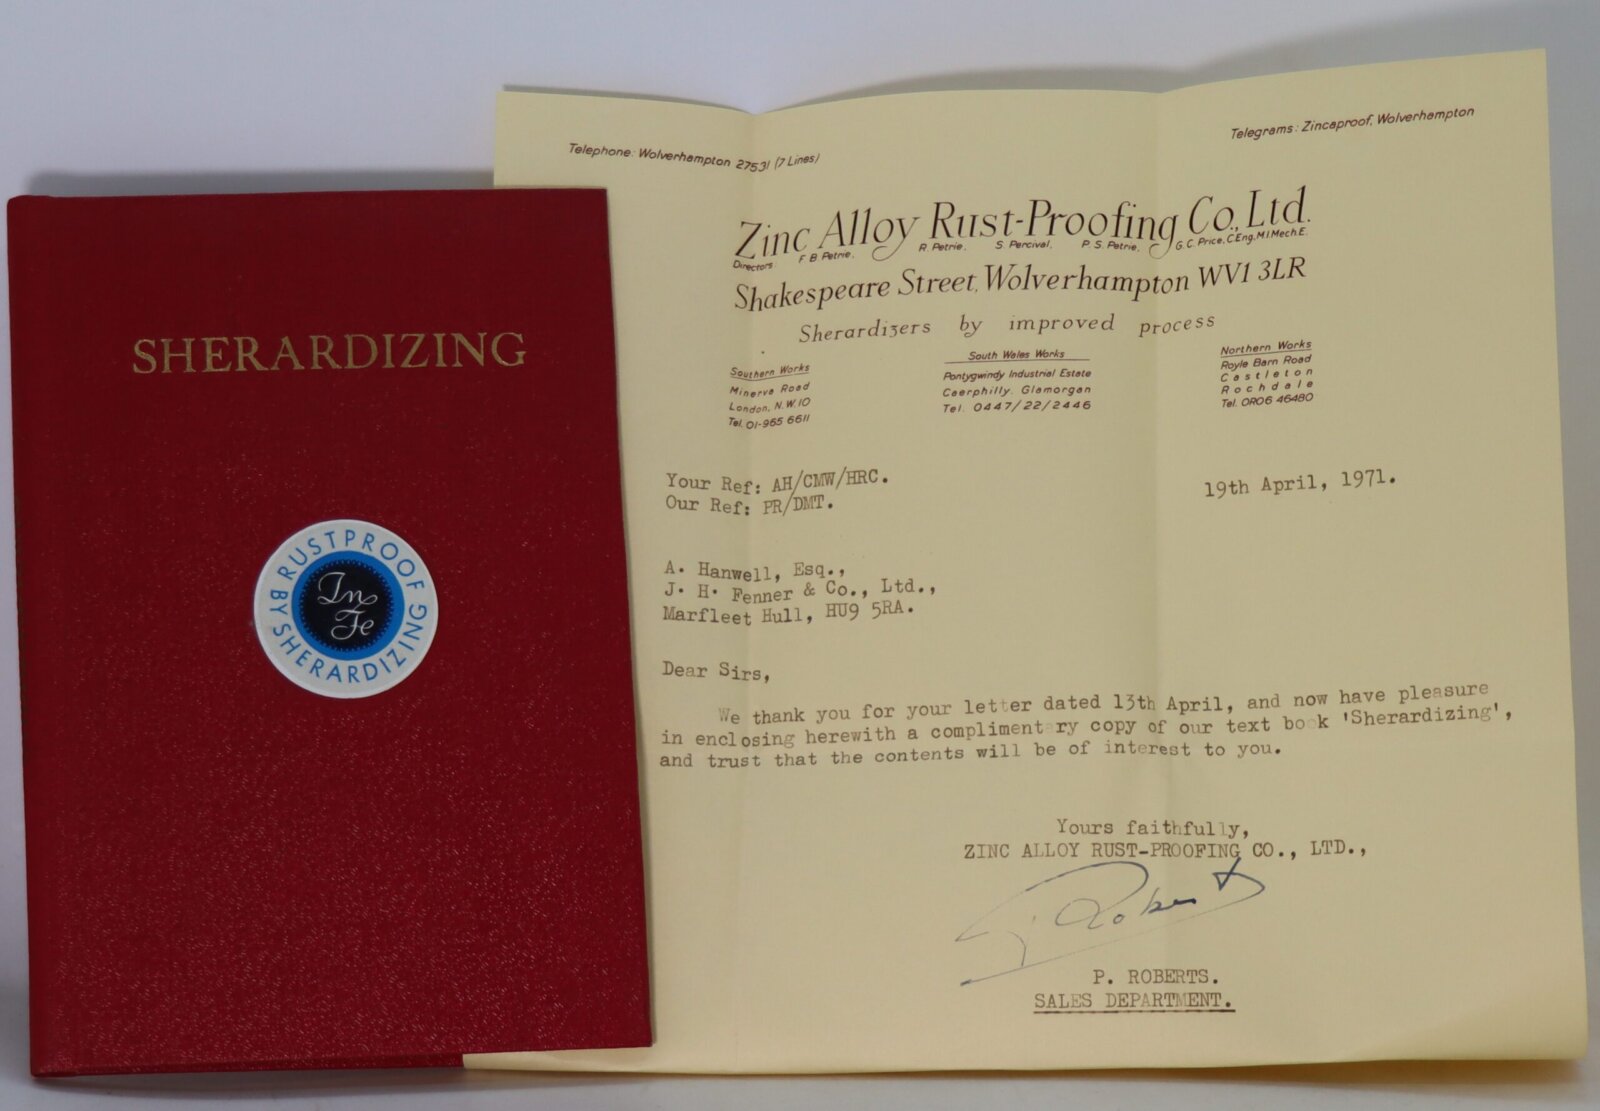 SHERARDIZING
RUSTPROOF
BY SHERARDIZING
Zn
Fe
Telephone: Wolverhampton 27531 (7 Lines)
Telegrams: Zincaproof, Wolverhampton
Zinc Alloy Rust-Proofing Co., Ltd.
Directors: F B Petrie. R. Petrie. S. Percival. P. S. Petrie. G. C. Price, C.Eng.M.I.Mech.E.
Shakespeare Street, Wolverhampton WV1 3LR
Sherardizers by improved process
Southern Works
Minerva Road
London, N.W.10
Tel. 01-965 6611
South Wales Works
Pontygwindy Industrial Estate
Caerphilly. Glamorgan
Tel. 0447/22/2446
Northern Works
Royle Barn Road
Castleton
Rochdale
Tel. ORO6 46480
Your Ref: AH/CMW/HRC.
Our Ref: PR/DMT.
19th April, 1971.
A. Hanwell, Esq.,
J. H. Fenner & Co., Ltd.,
Marfleet Hull, HU9 5RA.
Dear Sirs,
We thank you for your letter dated 13th April, and now have pleasure
in enclosing herewith a complimentary copy of our text book 'Sherardizing',
and trust that the contents will be of interest to you.
Yours faithfully,
ZINC ALLOY RUST-PROOFING CO., LTD.,
P. Roberts
P. ROBERTS.
SALES DEPARTMENT.